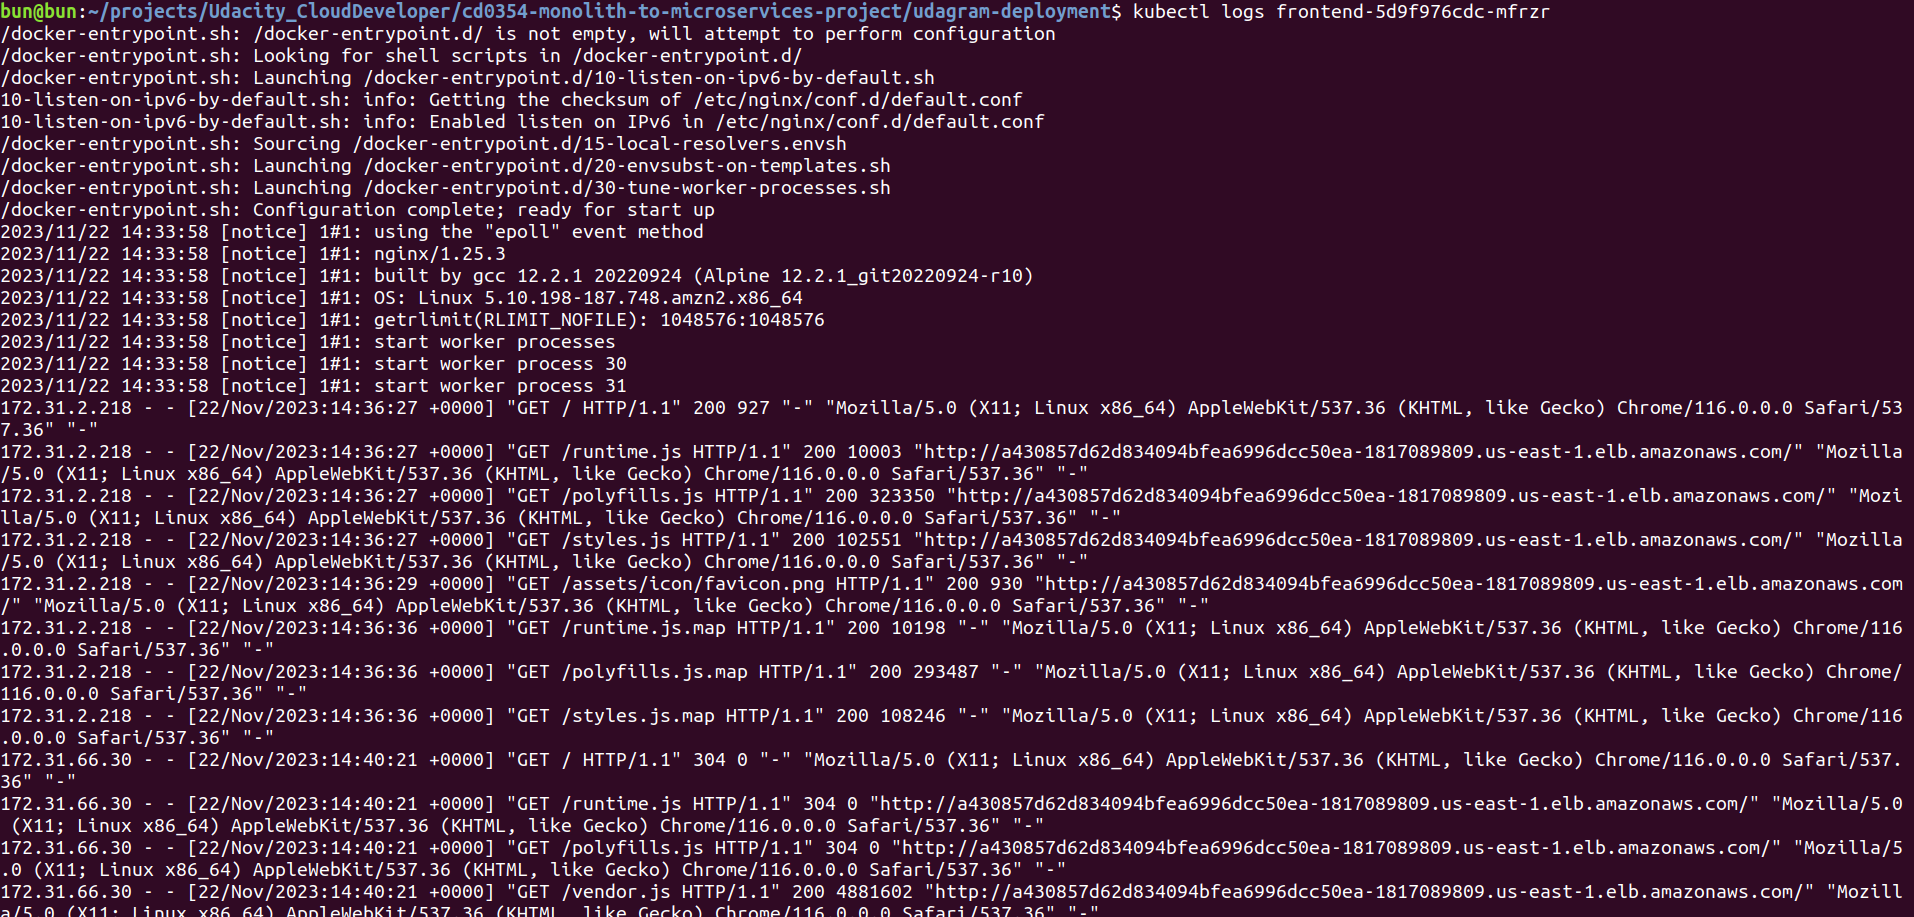 bun@bun:~/projects/Udacity_CloudDeveloper/cd0354-monolith-to-microservices-project/udagram-deployment$ kubectl logs frontend-5d9f976cdc-mfrzr
/docker-entrypoint.sh: /docker-entrypoint.d/ is not empty, will attempt to perform configuration
/docker-entrypoint.sh: Looking for shell scripts in /docker-entrypoint.d/
/docker-entrypoint.sh: Launching /docker-entrypoint.d/10-listen-on-ipv6-by-default.sh
10-listen-on-ipv6-by-default.sh: info: Getting the checksum of /etc/nginx/conf.d/default.conf
10-listen-on-ipv6-by-default.sh: info: Enabled listen on IPv6 in /etc/nginx/conf.d/default.conf
/docker-entrypoint.sh: Sourcing /docker-entrypoint.d/15-local-resolvers.envsh
/docker-entrypoint.sh: Launching /docker-entrypoint.d/20-envsubst-on-templates.sh
/docker-entrypoint.sh: Launching /docker-entrypoint.d/30-tune-worker-processes.sh
/docker-entrypoint.sh: Configuration complete; ready for start up
2023/11/22 14:33:58 [notice] 1#1: using the "epoll" event method
2023/11/22 14:33:58 [notice] 1#1: nginx/1.25.3
2023/11/22 14:33:58 [notice] 1#1: built by gcc 12.2.1 20220924 (Alpine 12.2.1_git20220924-r10)
2023/11/22 14:33:58 [notice] 1#1: OS: Linux 5.10.198-187.748.amzn2.x86_64
2023/11/22 14:33:58 [notice] 1#1: getrlimit(RLIMIT_NOFILE): 1048576:1048576
2023/11/22 14:33:58 [notice] 1#1: start worker processes
2023/11/22 14:33:58 [notice] 1#1: start worker process 30
2023/11/22 14:33:58 [notice] 1#1: start worker process 31
172.31.2.218 - - [22/Nov/2023:14:36:27 +0000] "GET / HTTP/1.1" 200 927 "-" "Mozilla/5.0 (X11; Linux x86_64) AppleWebKit/537.36 (KHTML, like Gecko) Chrome/116.0.0.0 Safari/53
7.36" "-"
172.31.2.218 - - [22/Nov/2023:14:36:27 +0000] "GET /runtime.js HTTP/1.1" 200 10003 "http://a430857d62d834094bfea6996dcc50ea-1817089809.us-east-1.elb.amazonaws.com/" "Mozilla
/5.0 (X11; Linux x86_64) AppleWebKit/537.36 (KHTML, like Gecko) Chrome/116.0.0.0 Safari/537.36" "-"
172.31.2.218 - - [22/Nov/2023:14:36:27 +0000] "GET /polyfills.js HTTP/1.1" 200 323350 "http://a430857d62d834094bfea6996dcc50ea-1817089809.us-east-1.elb.amazonaws.com/" "Mozi
lla/5.0 (X11; Linux x86_64) AppleWebKit/537.36 (KHTML, like Gecko) Chrome/116.0.0.0 Safari/537.36" "-"
172.31.2.218 - - [22/Nov/2023:14:36:27 +0000] "GET /styles.js HTTP/1.1" 200 102551 "http://a430857d62d834094bfea6996dcc50ea-1817089809.us-east-1.elb.amazonaws.com/" "Mozilla
/5.0 (X11; Linux x86_64) AppleWebKit/537.36 (KHTML, like Gecko) Chrome/116.0.0.0 Safari/537.36" "-"
172.31.2.218 - - [22/Nov/2023:14:36:29 +0000] "GET /assets/icon/favicon.png HTTP/1.1" 200 930 "http://a430857d62d834094bfea6996dcc50ea-1817089809.us-east-1.elb.amazonaws.com
/" "Mozilla/5.0 (X11; Linux x86_64) AppleWebKit/537.36 (KHTML, like Gecko) Chrome/116.0.0.0 Safari/537.36" "-"
172.31.2.218 - - [22/Nov/2023:14:36:36 +0000] "GET /runtime.js.map HTTP/1.1" 200 10198 "-" "Mozilla/5.0 (X11; Linux x86_64) AppleWebKit/537.36 (KHTML, like Gecko) Chrome/116
.0.0.0 Safari/537.36" "-"
172.31.2.218 - - [22/Nov/2023:14:36:36 +0000] "GET /polyfills.js.map HTTP/1.1" 200 293487 "-" "Mozilla/5.0 (X11; Linux x86_64) AppleWebKit/537.36 (KHTML, like Gecko) Chrome/
116.0.0.0 Safari/537.36" "-"
172.31.2.218 - - [22/Nov/2023:14:36:36 +0000] "GET /styles.js.map HTTP/1.1" 200 108246 "-" "Mozilla/5.0 (X11; Linux x86_64) AppleWebKit/537.36 (KHTML, like Gecko) Chrome/116
.0.0.0 Safari/537.36" "-"
172.31.66.30 - - [22/Nov/2023:14:40:21 +0000] "GET / HTTP/1.1" 304 0 "-" "Mozilla/5.0 (X11; Linux x86_64) AppleWebKit/537.36 (KHTML, like Gecko) Chrome/116.0.0.0 Safari/537.
36" "-"
172.31.66.30 - - [22/Nov/2023:14:40:21 +0000] "GET /runtime.js HTTP/1.1" 304 0 "http://a430857d62d834094bfea6996dcc50ea-1817089809.us-east-1.elb.amazonaws.com/" "Mozilla/5.0
 (X11; Linux x86_64) AppleWebKit/537.36 (KHTML, like Gecko) Chrome/116.0.0.0 Safari/537.36" "-"
172.31.66.30 - - [22/Nov/2023:14:40:21 +0000] "GET /polyfills.js HTTP/1.1" 304 0 "http://a430857d62d834094bfea6996dcc50ea-1817089809.us-east-1.elb.amazonaws.com/" "Mozilla/5
.0 (X11; Linux x86_64) AppleWebKit/537.36 (KHTML, like Gecko) Chrome/116.0.0.0 Safari/537.36" "-"
172.31.66.30 - - [22/Nov/2023:14:40:21 +0000] "GET /vendor.js HTTP/1.1" 200 4881602 "http://a430857d62d834094bfea6996dcc50ea-1817089809.us-east-1.elb.amazonaws.com/" "Mozill
a/5.0 (X11; Linux x86_64) AppleWebKit/537.36 (KHTML, like Gecko) Chrome/116.0.0.0 Safari/537.36" "-"